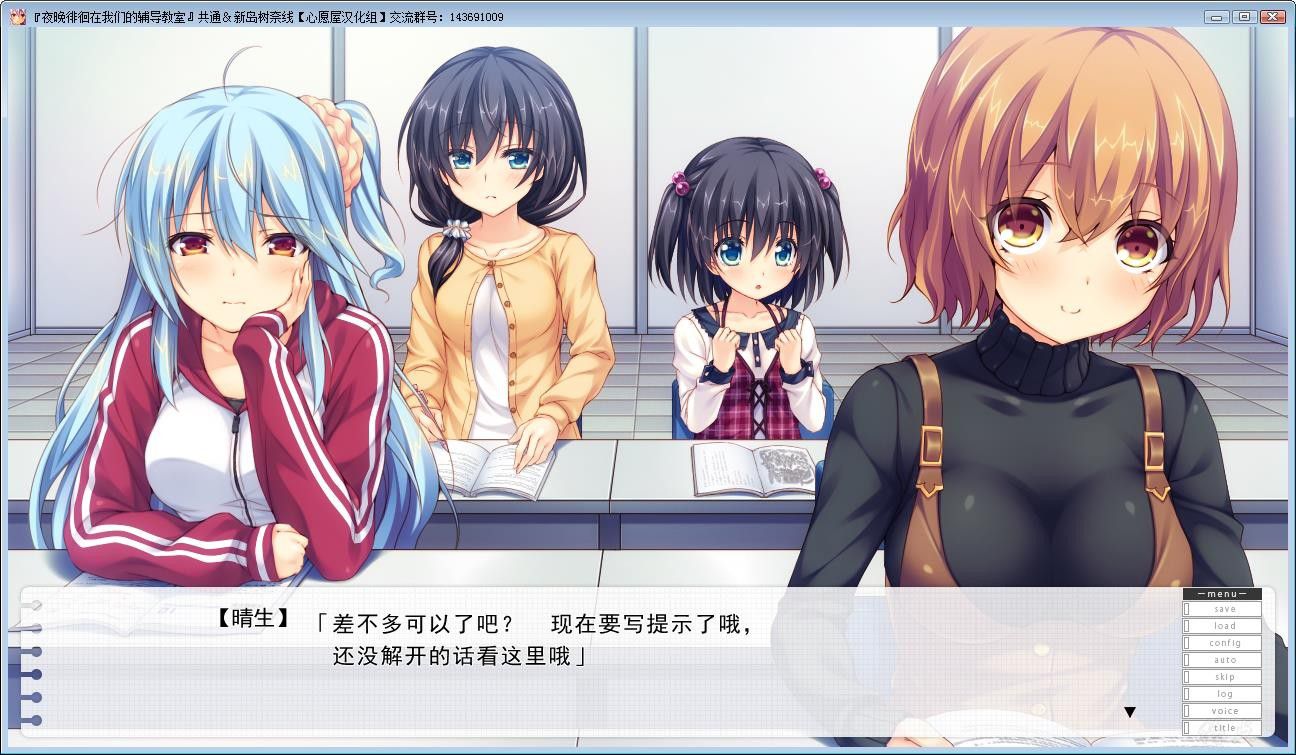 『夜晚徘徊在我们的辅导教室』共通＆新岛树奈线【心愿屋汉化组】交流群号：143691009
【晴生】
「差不多可以了吧？　现在要写提示了哦，
还没解开的话看这里哦」
－menu－
save
load
config
auto
skip
log
voice
title